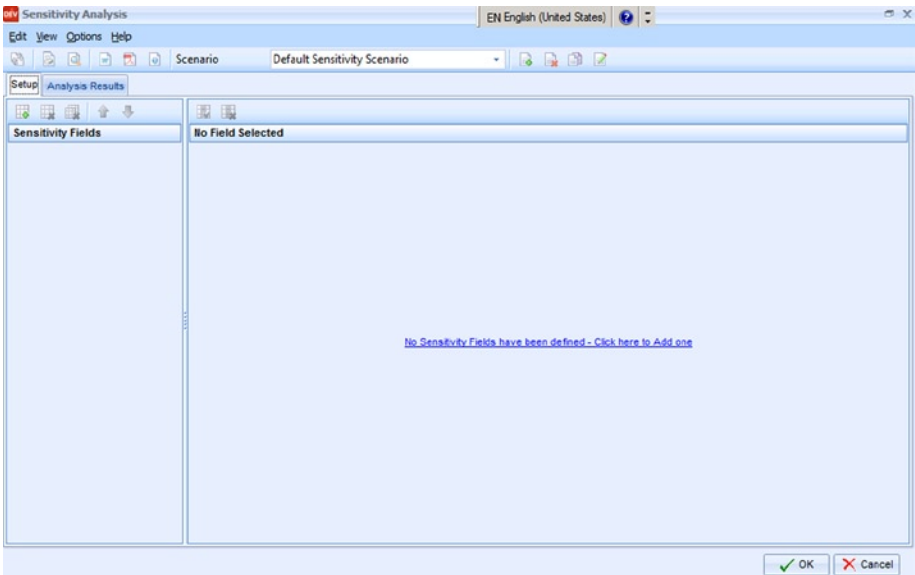 DEV Sensitivity Analysis
EN English (United States)
Edit View Options Help
Scenario Default Sensitivity Scenario
Setup Analysis Results
Sensitivity Fields
No Field Selected
No Sensitivity Fields have been defined - Click here to Add one
OK Cancel